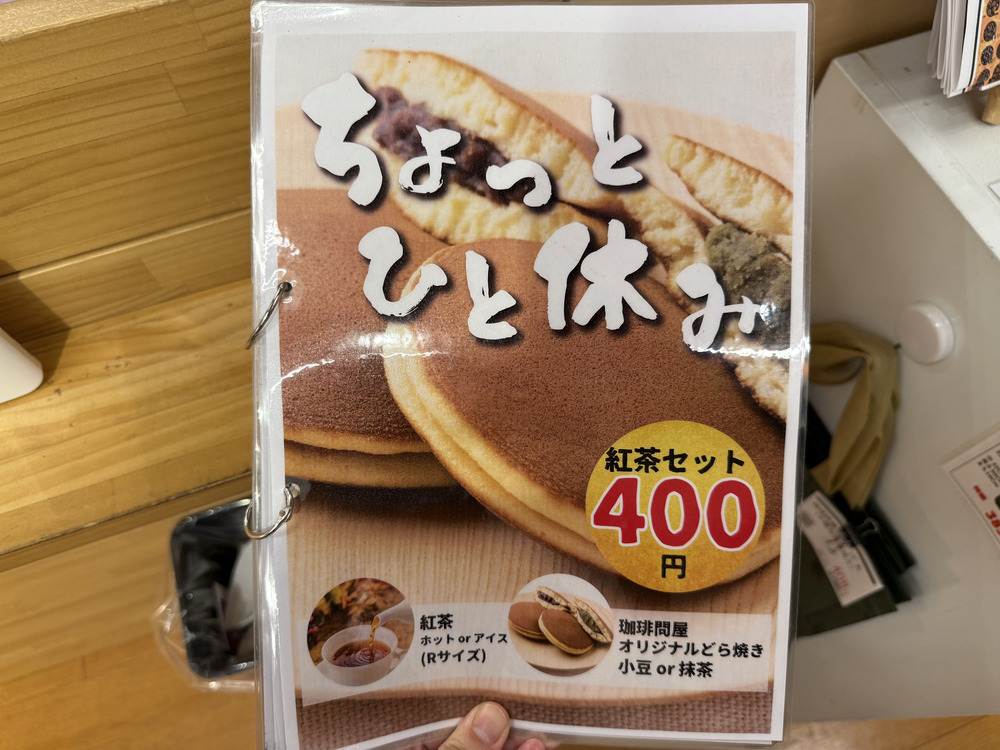 ちょっと
ひと休み
紅茶セット
400
円
紅茶
ホット or アイス
(Rサイズ)
珈琲問屋
オリジナルどら焼き
小豆 or 抹茶